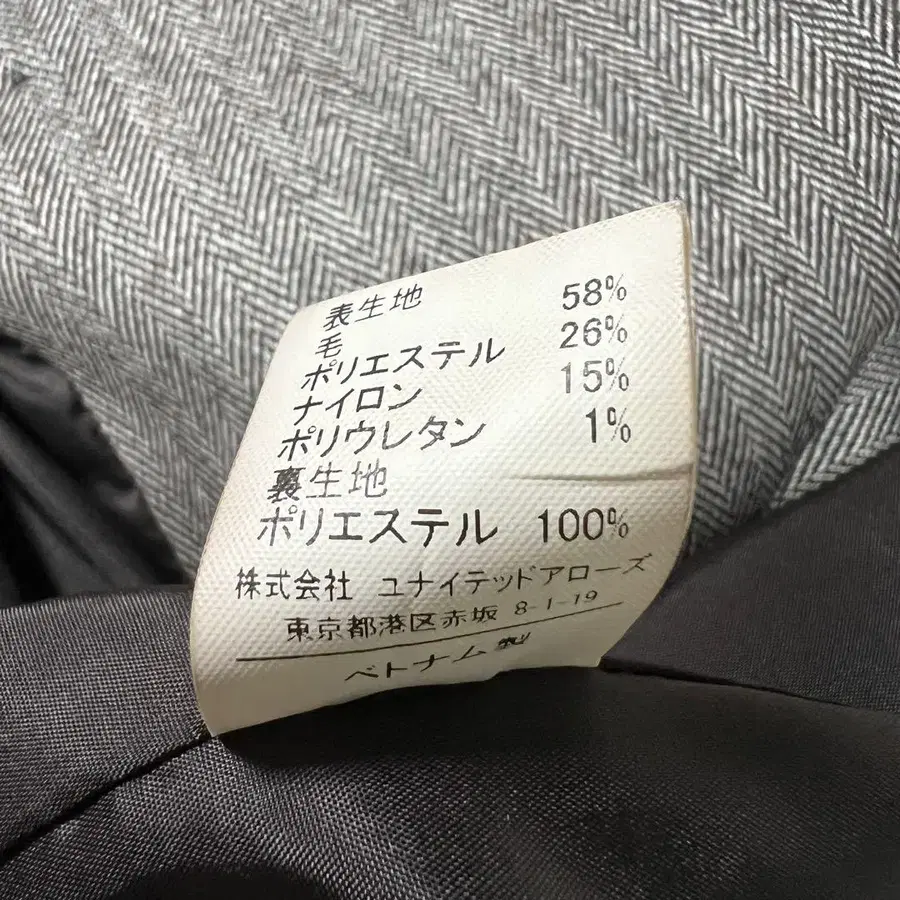 表生地
毛 58%
ポリエステル 26%
ナイロン 15%
ポリウレタン 1%
裏生地
ポリエステル 100%
株式会社 ユナイテッドアローズ
東京都港区赤坂 8-1-19
ベトナム製